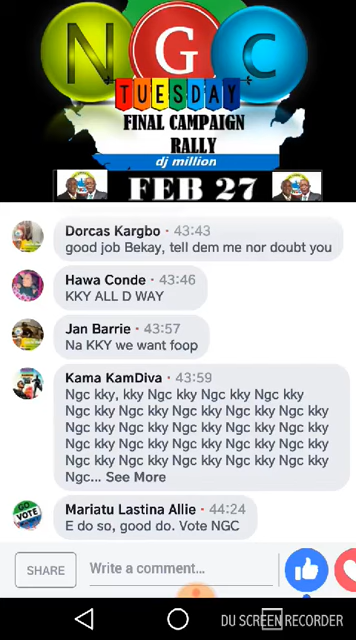 N G C
TUESDAY
FINAL CAMPAIGN
RALLY
dj million
FEB 27
Dorcas Kargbo · 43:43
good job Bekay, tell dem me nor doubt you
Hawa Conde · 43:46
KKY ALL D WAY
Jan Barrie · 43:57
Na KKY we want foop
Kama KamDiva · 43:59
Ngc kky, kky Ngc kky Ngc kky Ngc kky
Ngc kky Ngc kky Ngc kky Ngc kky Ngc kky
Ngc kky Ngc kky Ngc kky Ngc kky Ngc kky
Ngc kky Ngc kky Ngc kky Ngc kky Ngc kky
Ngc kky Ngc kky Ngc kky Ngc kky Ngc kky
Ngc... See More
GO VOTE
Mariatu Lastina Allie · 44:24
E do so, good do. Vote NGC
SHARE
Write a comment...
DU SCREEN RECORDER